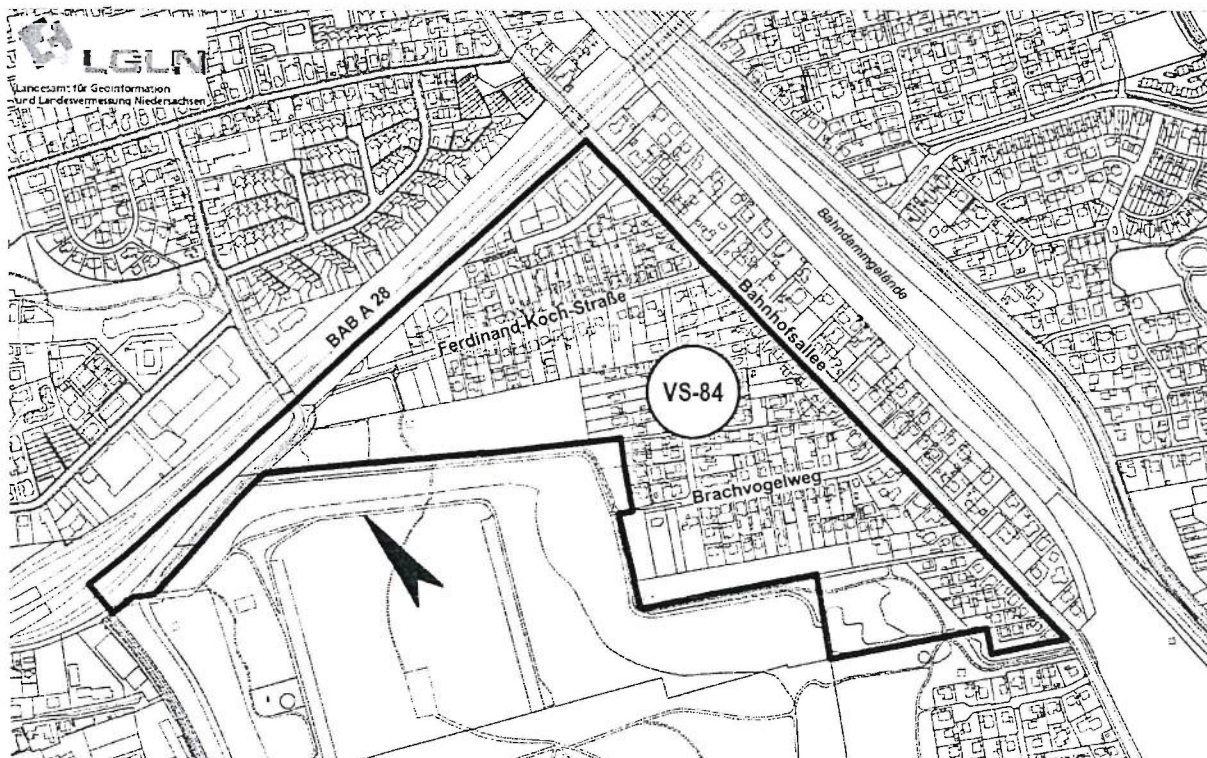 LGLN
Landesamt für Geoinformation
und Landesvermessung Niedersachsen
BAB A 28
Ferdinand-Koch-Straße
Bahnhofsallee
Bahndammgelände
VS-84
Brachvogelweg